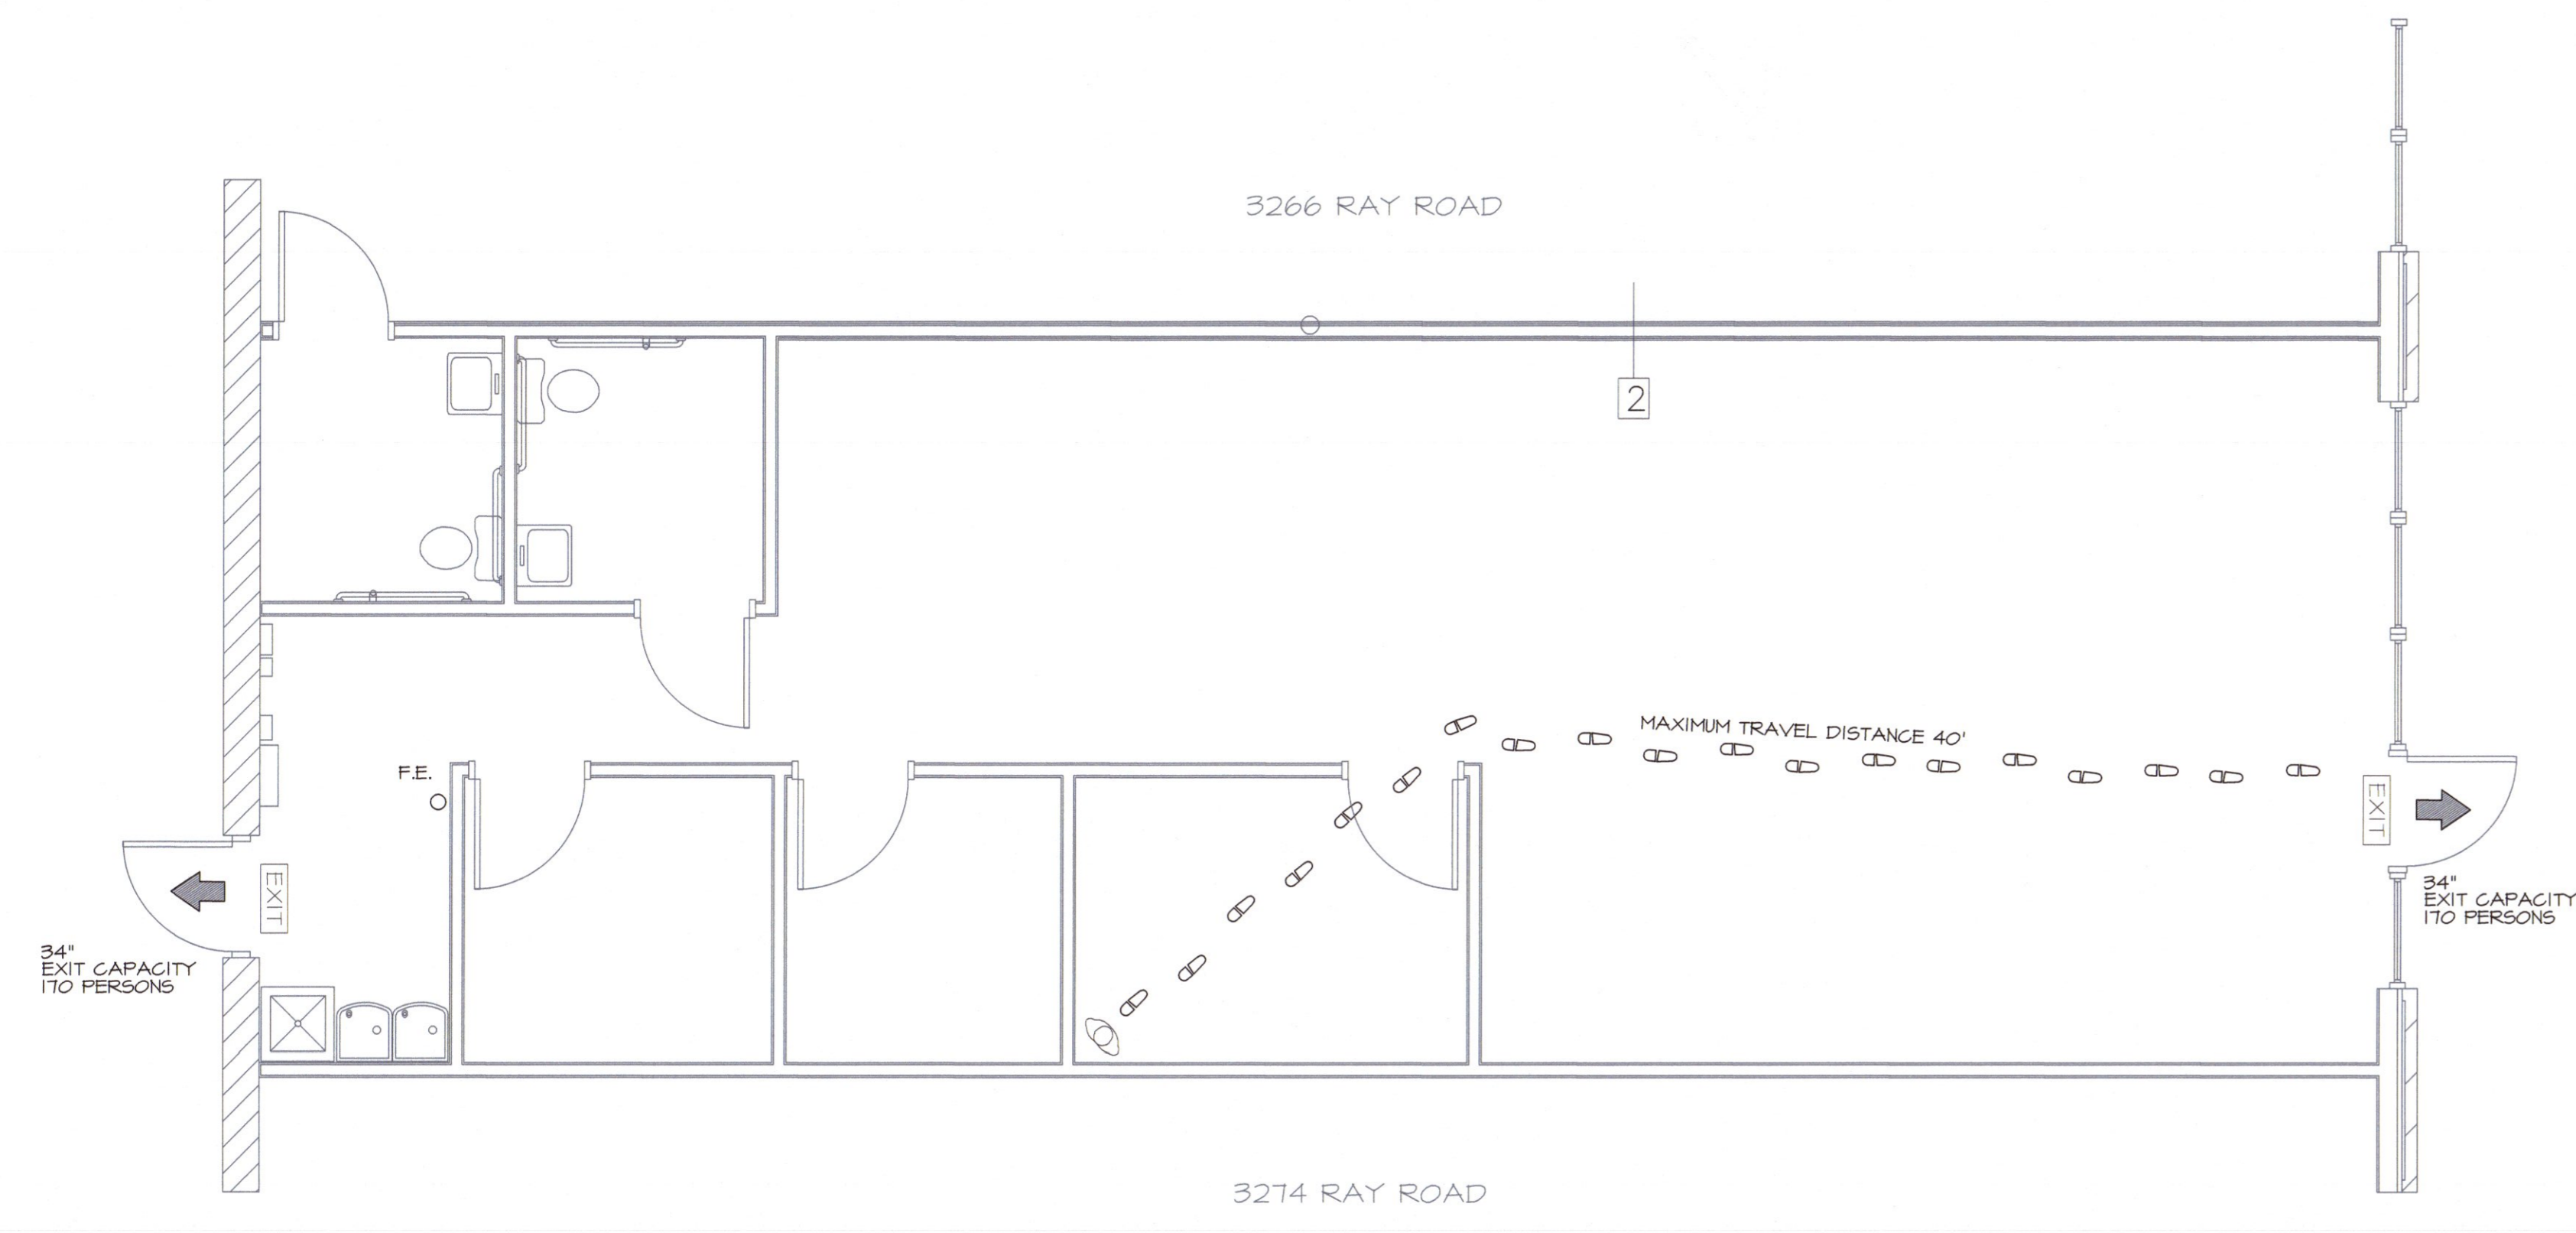 3266 RAY ROAD
2
MAXIMUM TRAVEL DISTANCE 40'
F.E.
EXIT
EXIT
34"
EXIT CAPACITY
170 PERSONS
34"
EXIT CAPACITY
170 PERSONS
3274 RAY ROAD